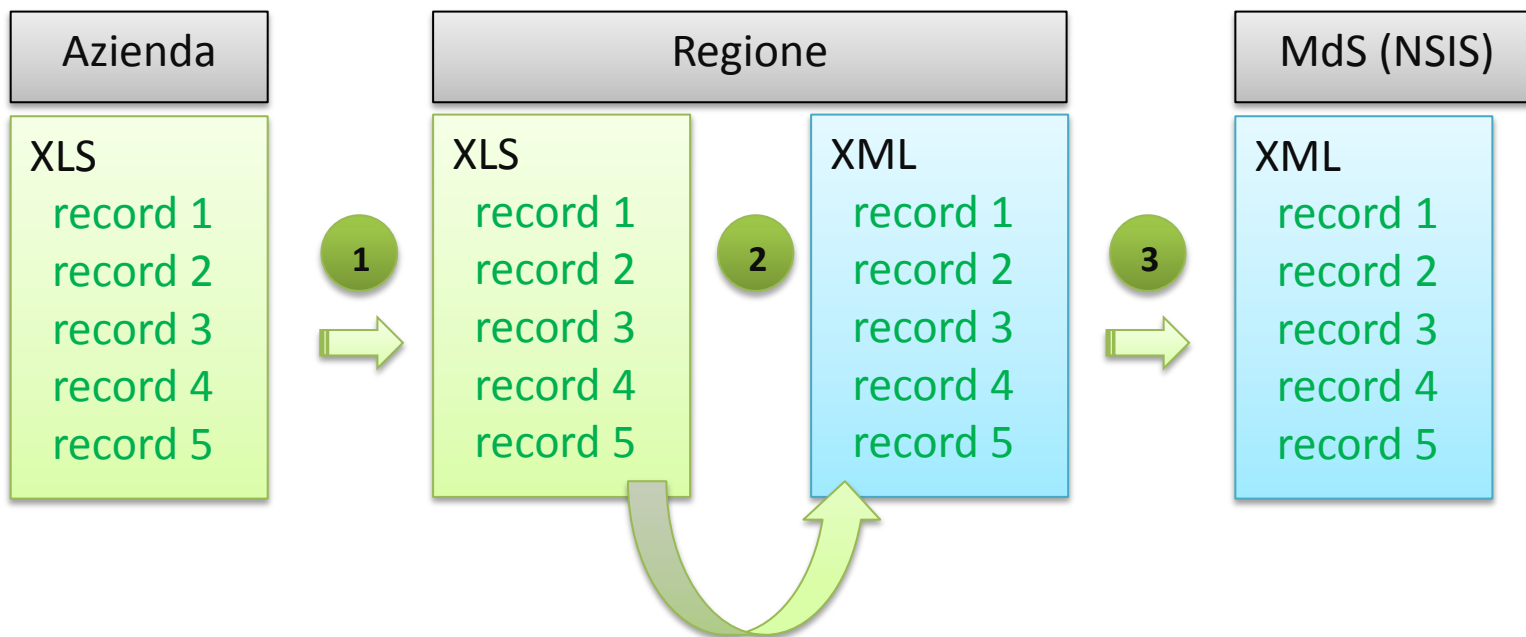 Azienda
Regione
MdS (NSIS)
XLS
record 1
record 2
record 3
record 4
record 5
1
XLS
record 1
record 2
record 3
record 4
record 5
2
XML
record 1
record 2
record 3
record 4
record 5
3
XML
record 1
record 2
record 3
record 4
record 5